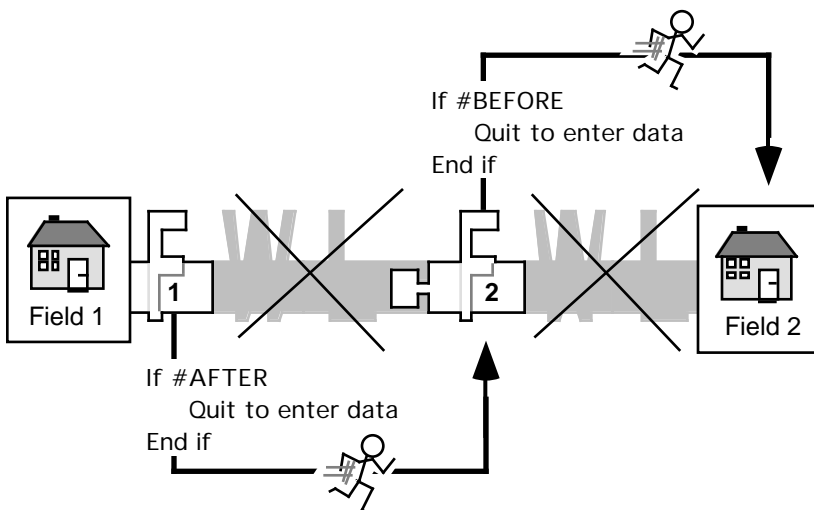 If #BEFORE
Quit to enter data
End if
Field 1
1
2
Field 2
If #AFTER
Quit to enter data
End if